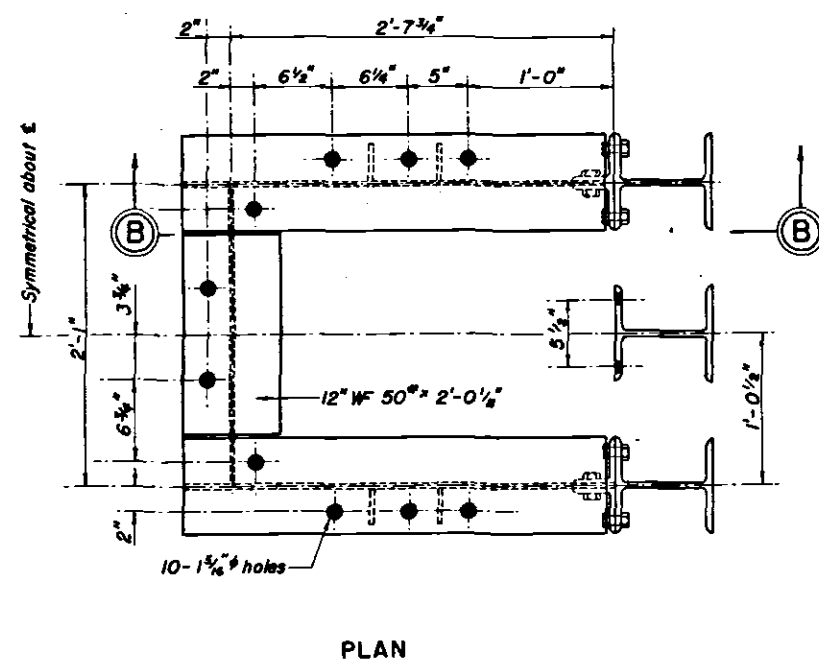 2"
2'-7 3/4"
2"
6 1/2"
6 1/4"
5"
1'-0"
Symmetrical about ℄
B
B
3 3/4"
2'-1"
5 1/2"
12" WF 50# x 2'-0 1/8"
6 3/4"
1'-0 1/2"
2"
10-1 3/16" ϕ holes
PLAN